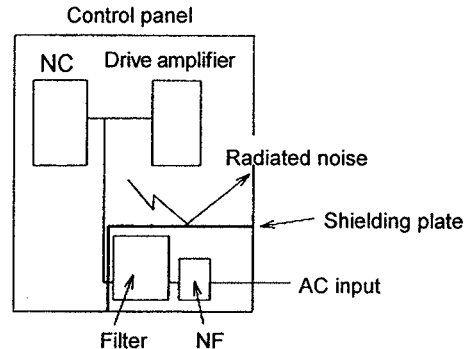 Control panel
NC
Drive amplifier
Radiated noise
Shielding plate
AC input
Filter
NF